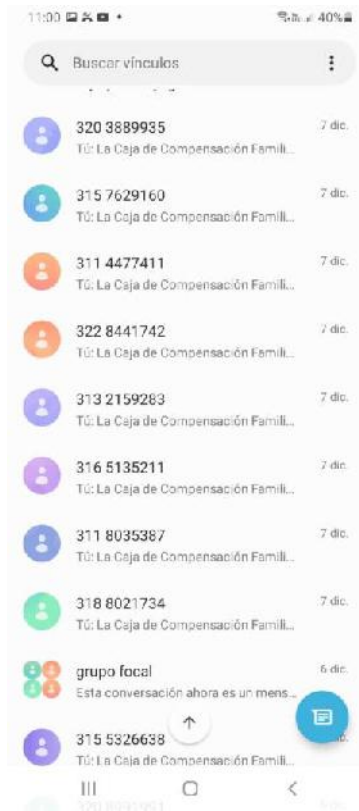 11:00 40%
Buscar vínculos
320 3889935 7 dic.
Tú: La Caja de Compensación Famili...
315 7629160 7 dic.
Tú: La Caja de Compensación Famili...
311 4477411 7 dic.
Tú: La Caja de Compensación Famili...
322 8441742 7 dic.
Tú: La Caja de Compensación Famili...
313 2159283 7 dic.
Tú: La Caja de Compensación Famili...
316 5135211 7 dic.
Tú: La Caja de Compensación Famili...
311 8035387 7 dic.
Tú: La Caja de Compensación Famili...
318 8021734 7 dic.
Tú: La Caja de Compensación Famili...
grupo focal 6 dic.
Esta conversación ahora es un mens...
315 5326638
Tú: La Caja de Compensación Famili...